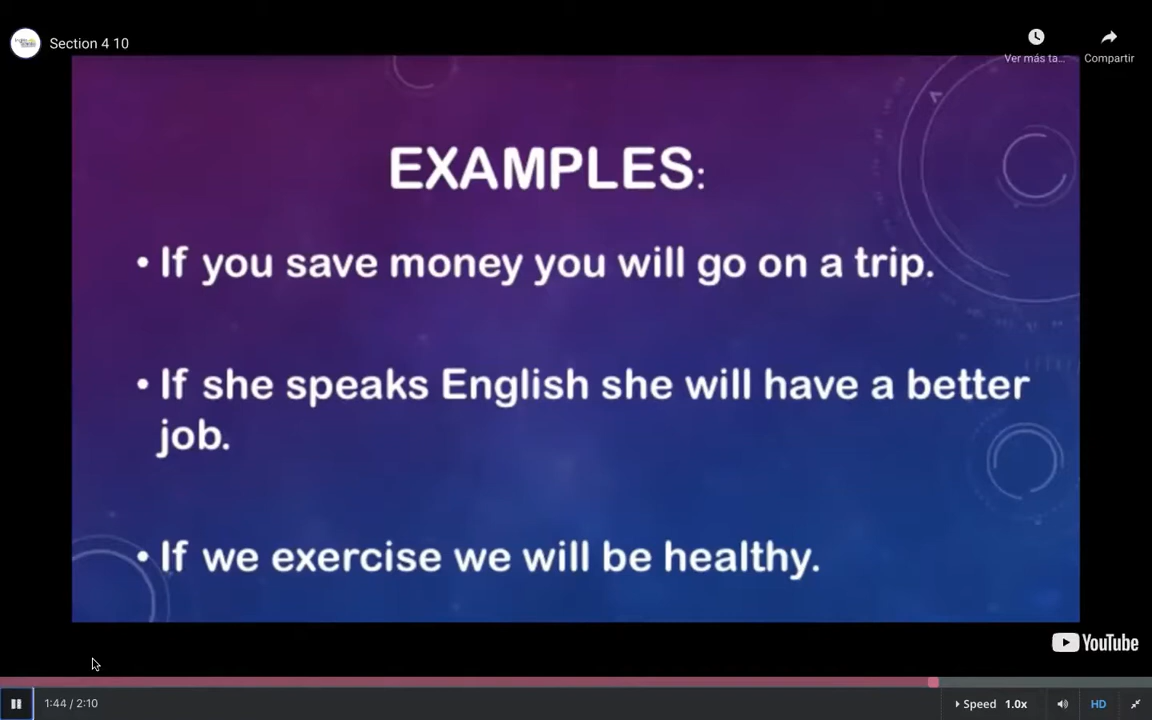 Section 4 10
Ver más ta...
Compartir
EXAMPLES:
• If you save money you will go on a trip.
• If she speaks English she will have a better
job.
• If we exercise we will be healthy.
YouTube
1:44 / 2:10
Speed 1.0x
HD